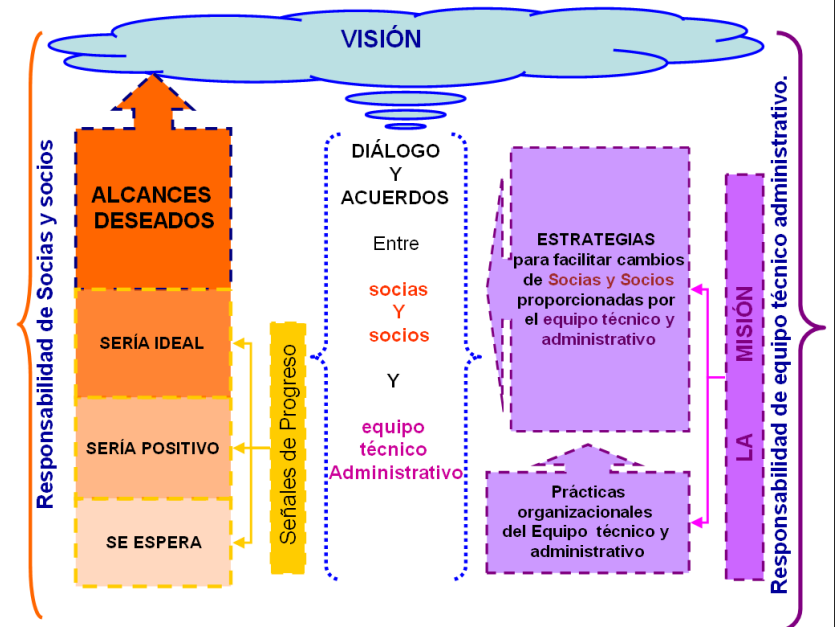 VISIÓN
Responsabilidad de Socias y socios
ALCANCES
DESEADOS
SERÍA IDEAL
SERÍA POSITIVO
SE ESPERA
Señales de Progreso
DIÁLOGO
Y
ACUERDOS
Entre
socias
Y
socios
Y
equipo
técnico
Administrativo
ESTRATEGIAS
para facilitar cambios
de Socias y Socios
proporcionadas por
el equipo técnico y
administrativo
Prácticas
organizacionales
del Equipo técnico y
administrativo
LA MISIÓN
Responsabilidad de equipo técnico administrativo.